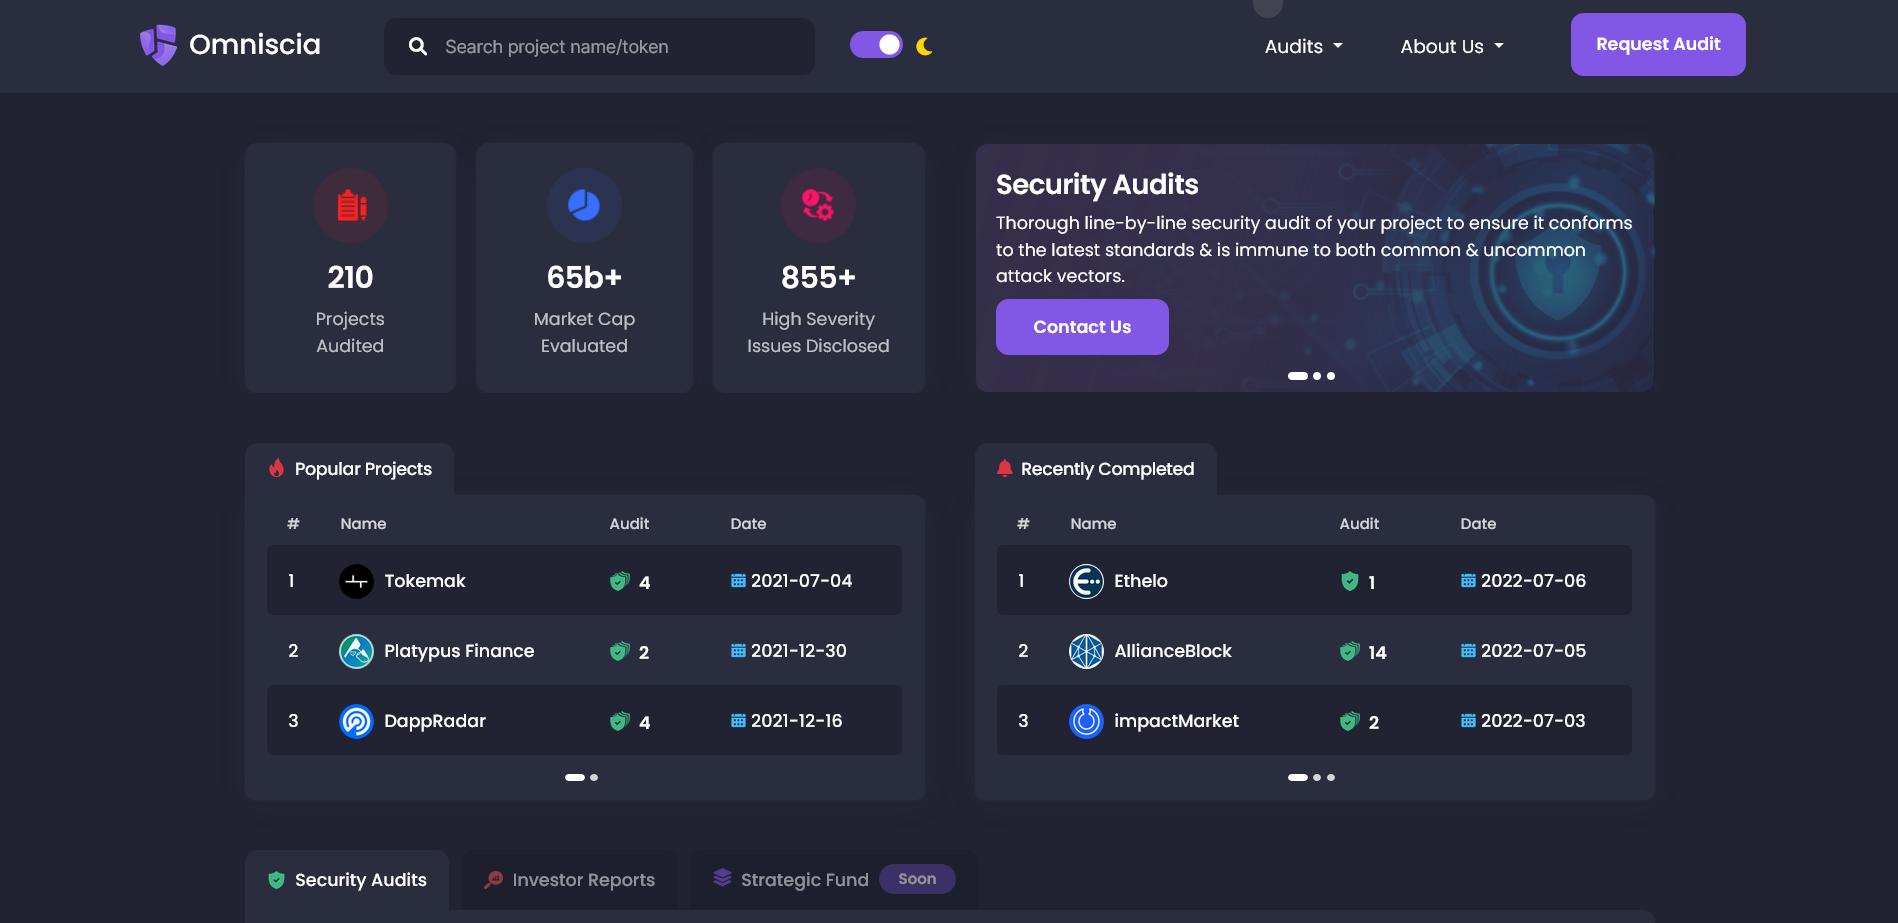 Omniscia
Search project name/token
Audits
About Us
Request Audit
210
Projects
Audited
65b+
Market Cap
Evaluated
855+
High Severity
Issues Disclosed
Security Audits
Thorough line-by-line security audit of your project to ensure it conforms
to the latest standards & is immune to both common & uncommon
attack vectors.
Contact Us
Popular Projects
# Name Audit Date
1 Tokemak 4 2021-07-04
2 Platypus Finance 2 2021-12-30
3 DappRadar 4 2021-12-16
Recently Completed
# Name Audit Date
1 Ethelo 1 2022-07-06
2 AllianceBlock 14 2022-07-05
3 impactMarket 2 2022-07-03
Security Audits
Investor Reports
Strategic Fund Soon